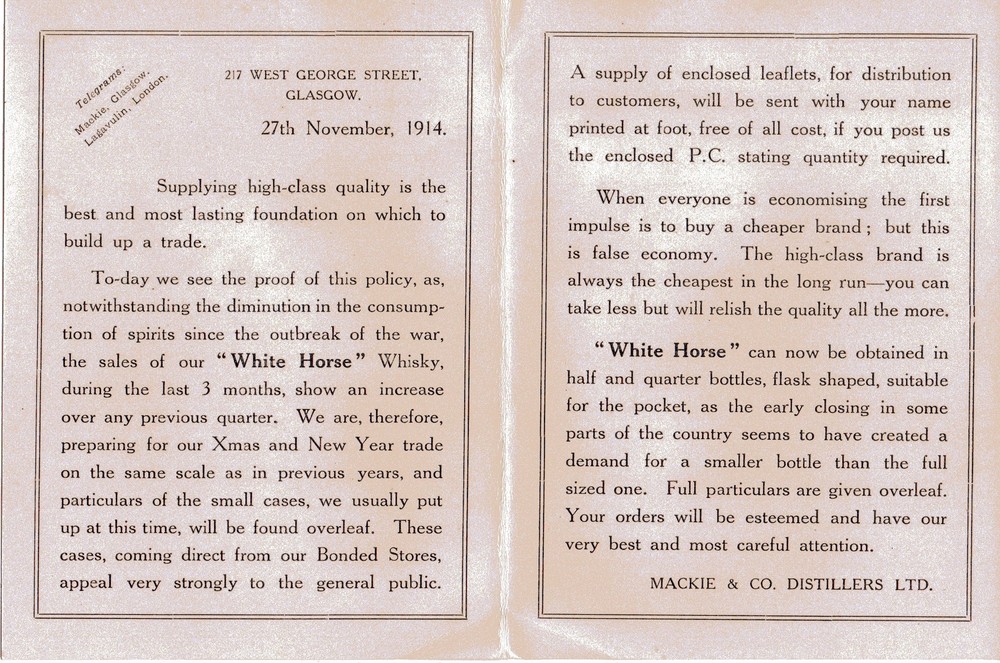 Telegrams:
Mackie, Glasgow.
Lagavulin, London.
217 WEST GEORGE STREET,
GLASGOW.
27th November, 1914.
Supplying high-class quality is the
best and most lasting foundation on which to
build up a trade.
To-day we see the proof of this policy, as,
notwithstanding the diminution in the consump-
tion of spirits since the outbreak of the war,
the sales of our "White Horse" Whisky,
during the last 3 months, show an increase
over any previous quarter. We are, therefore,
preparing for our Xmas and New Year trade
on the same scale as in previous years, and
particulars of the small cases, we usually put
up at this time, will be found overleaf. These
cases, coming direct from our Bonded Stores,
appeal very strongly to the general public.
A supply of enclosed leaflets, for distribution
to customers, will be sent with your name
printed at foot, free of all cost, if you post us
the enclosed P.C. stating quantity required.
When everyone is economising the first
impulse is to buy a cheaper brand; but this
is false economy. The high-class brand is
always the cheapest in the long run—you can
take less but will relish the quality all the more.
"White Horse" can now be obtained in
half and quarter bottles, flask shaped, suitable
for the pocket, as the early closing in some
parts of the country seems to have created a
demand for a smaller bottle than the full
sized one. Full particulars are given overleaf.
Your orders will be esteemed and have our
very best and most careful attention.
MACKIE & CO. DISTILLERS LTD.